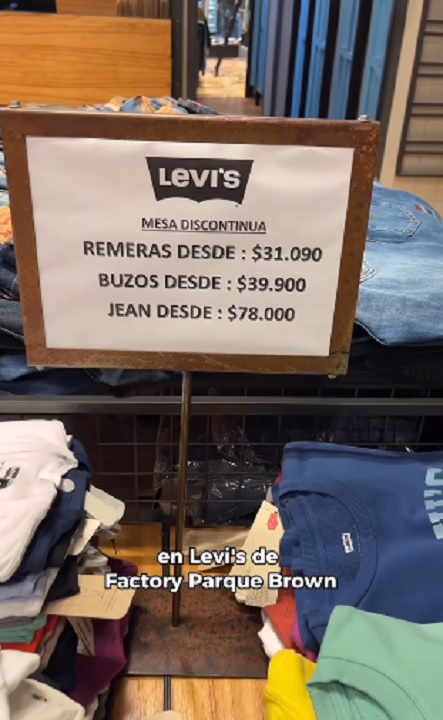 Levi's
MESA DISCONTINUA
REMERAS DESDE : $31.090
BUZOS DESDE : $39.900
JEAN DESDE : $78.000
en Levi's de
Factory Parque Brown